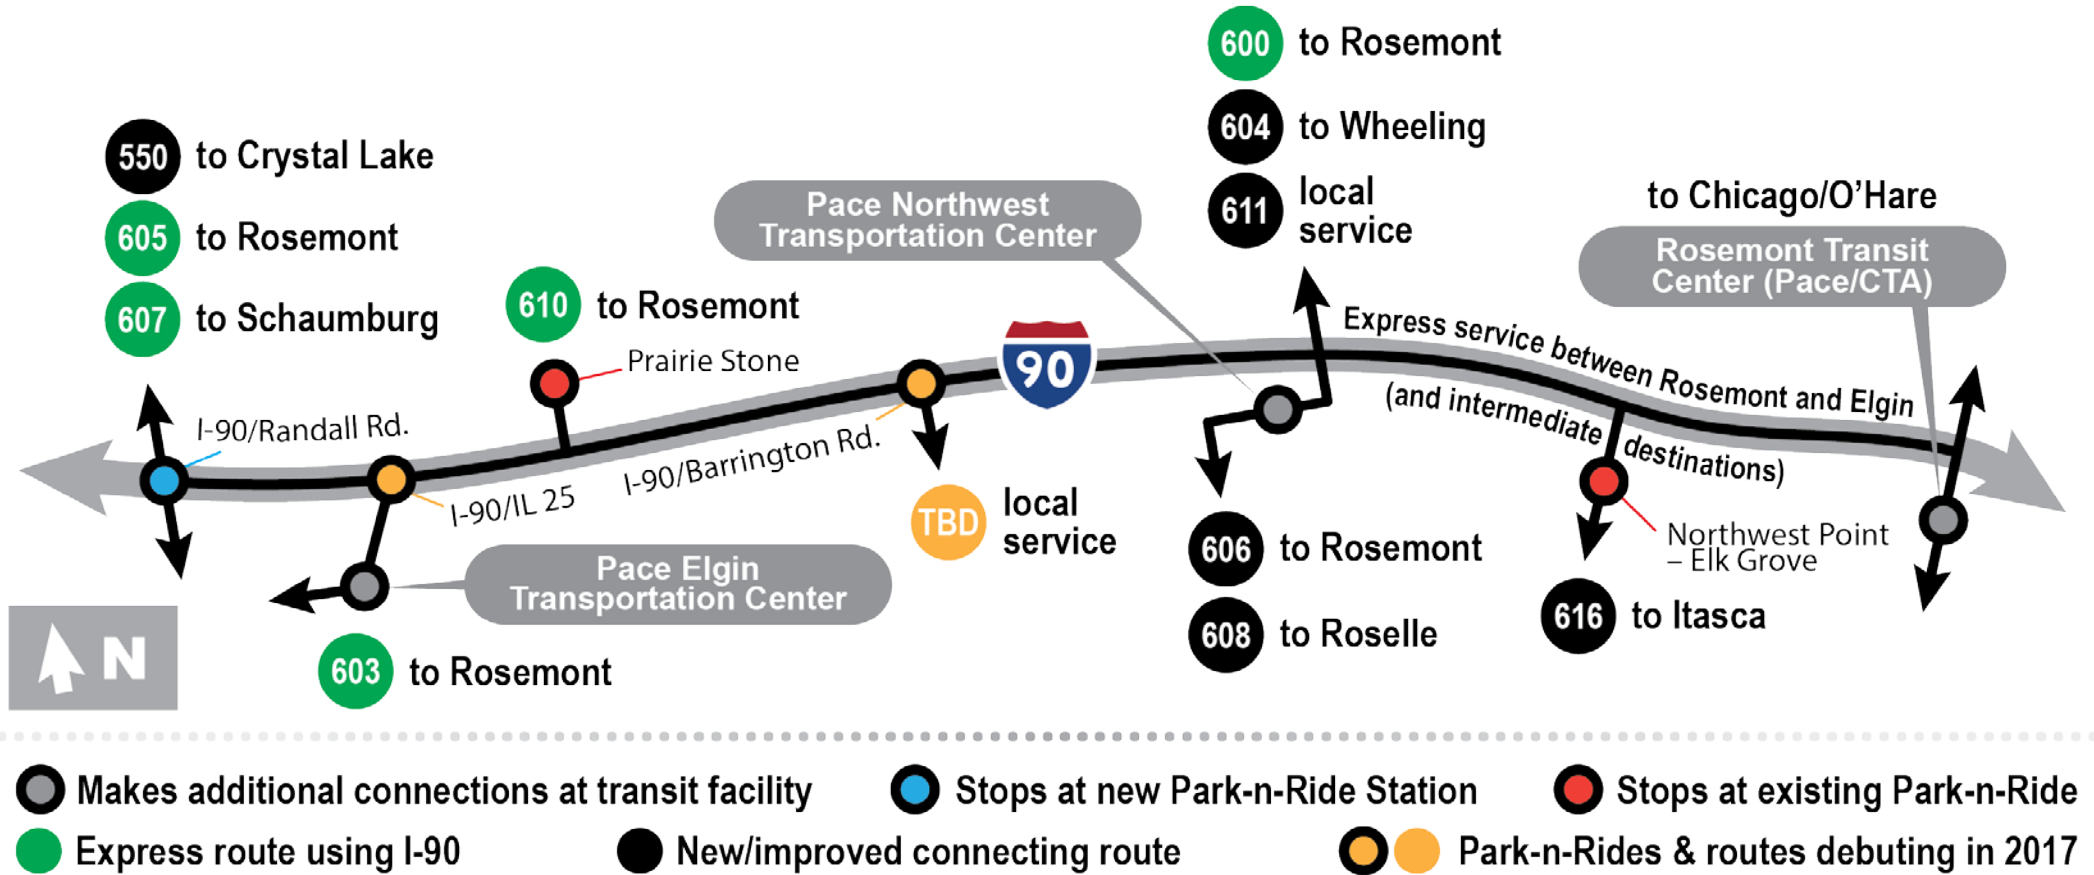 600 to Rosemont
604 to Wheeling
611 local
service
550 to Crystal Lake
605 to Rosemont
607 to Schaumburg
610 to Rosemont
Prairie Stone
Pace Northwest
Transportation Center
to Chicago/O’Hare
Rosemont Transit
Center (Pace/CTA)
90
Express service between Rosemont and Elgin
(and intermediate destinations)
I-90/Randall Rd.
I-90/IL 25
I-90/Barrington Rd.
TBD local
service
Pace Elgin
Transportation Center
603 to Rosemont
606 to Rosemont
608 to Roselle
Northwest Point
– Elk Grove
616 to Itasca
N
Makes additional connections at transit facility
Stops at new Park-n-Ride Station
Stops at existing Park-n-Ride
Express route using I-90
New/improved connecting route
Park-n-Rides & routes debuting in 2017